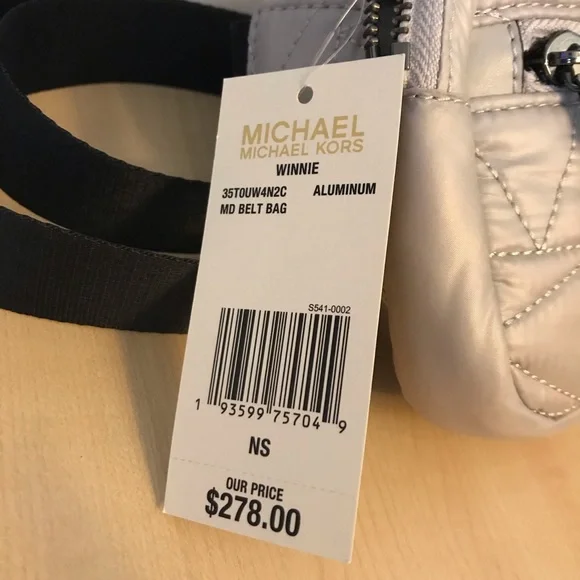 MICHAEL
MICHAEL KORS
WINNIE
35T0UW4N2C ALUMINUM
MD BELT BAG
S541-0002
1 93599 75704 9
NS
OUR PRICE
$278.00